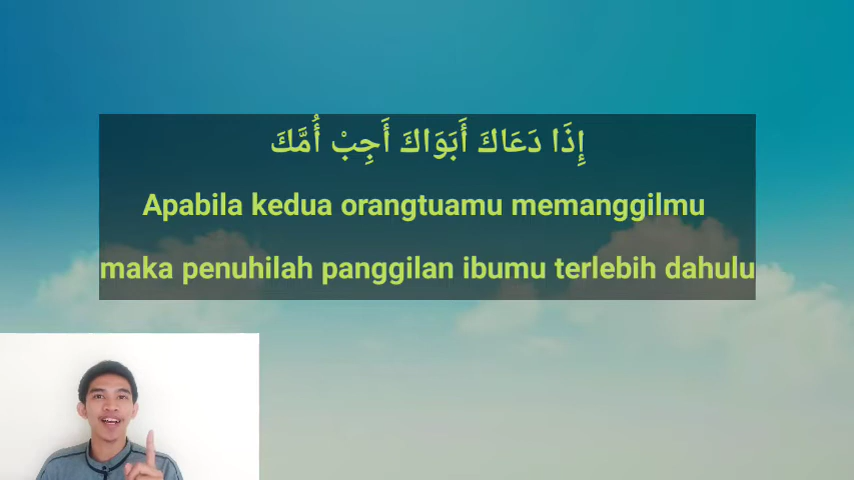 إِذَا دَعَاكَ أَبَوَاكَ أَجِبْ أُمَّكَ
Apabila kedua orangtuamu memanggilmu
maka penuhilah panggilan ibumu terlebih dahulu